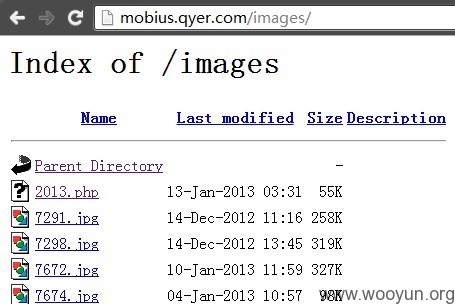 mobius.qyer.com/images/
Index of /images
Name Last modified Size Description
Parent Directory -
2013.php 13-Jan-2013 03:31 55K
7291.jpg 14-Dec-2012 11:16 258K
7298.jpg 14-Dec-2012 13:45 319K
7672.jpg 10-Jan-2013 11:59 327K
7674.jpg 04-Jan-2013 10:57 98K
www.wooyun.org